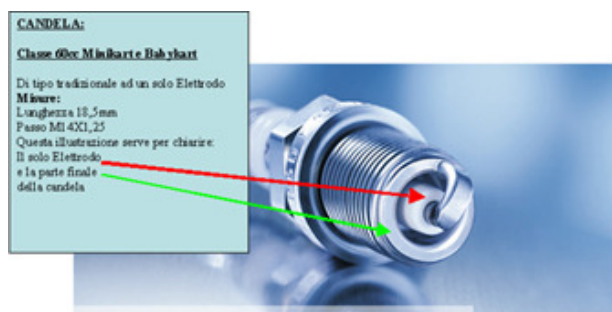 CANDELA:
Classe 60cc Minikart e Babykart
Di tipo tradizionale ad un solo Elettrodo
Misure:
Lunghezza 18,5mm
Passo M14X1,25
Questa illustrazione serve per chiarire:
Il solo Elettrodo
e la parte finale
della candela